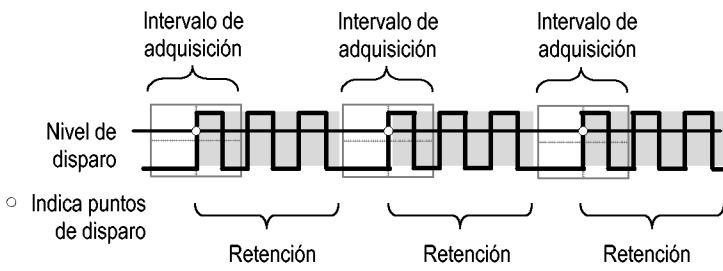 Intervalo de
adquisición
Intervalo de
adquisición
Intervalo de
adquisición
Nivel de
disparo
Indica puntos
de disparo
Retención
Retención
Retención